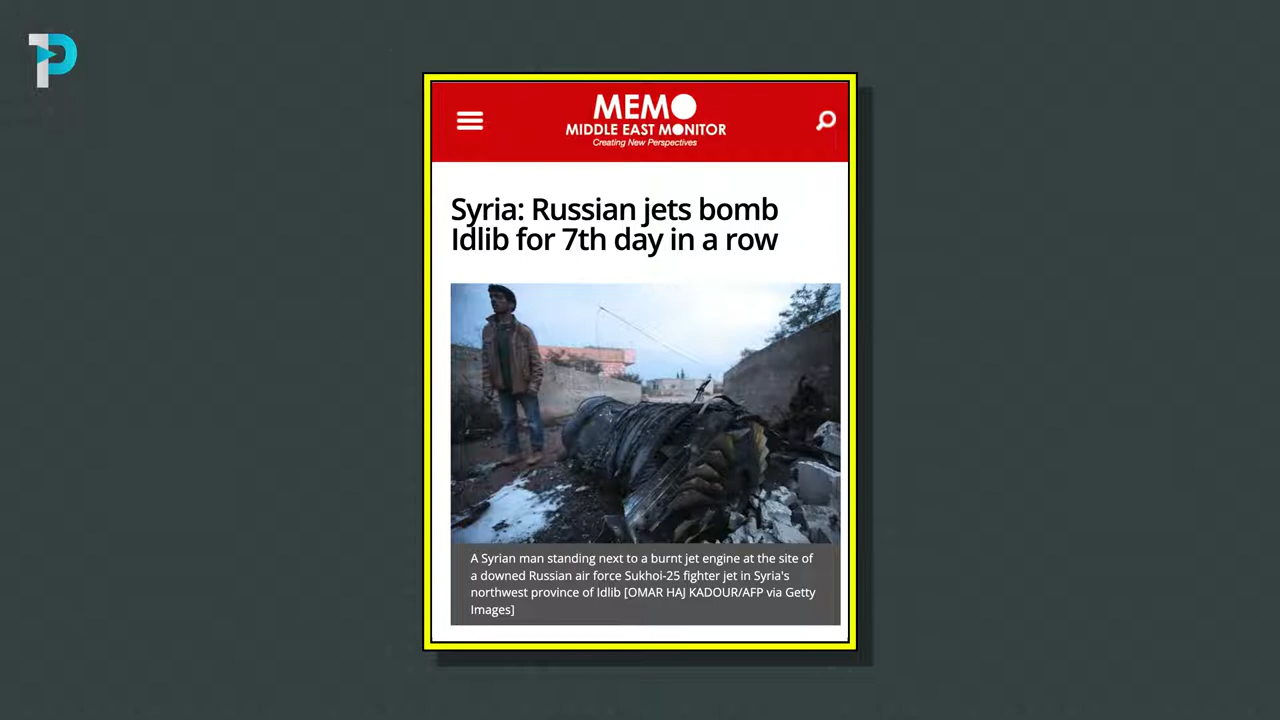 MEMO
MIDDLE EAST MONITOR
Creating New Perspectives
Syria: Russian jets bomb
Idlib for 7th day in a row
A Syrian man standing next to a burnt jet engine at the site of
a downed Russian air force Sukhoi-25 fighter jet in Syria's
northwest province of Idlib [OMAR HAJ KADOUR/AFP via Getty
Images]